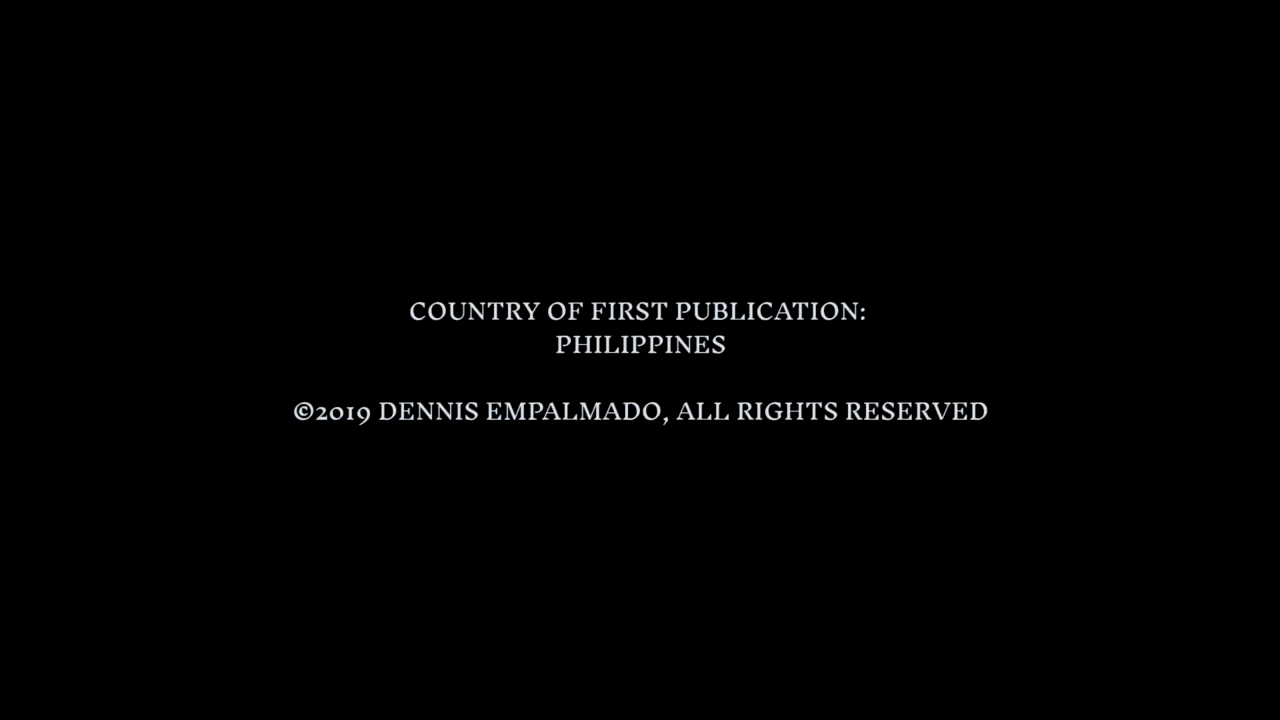 COUNTRY OF FIRST PUBLICATION:
PHILIPPINES
©2019 DENNIS EMPALMADO, ALL RIGHTS RESERVED